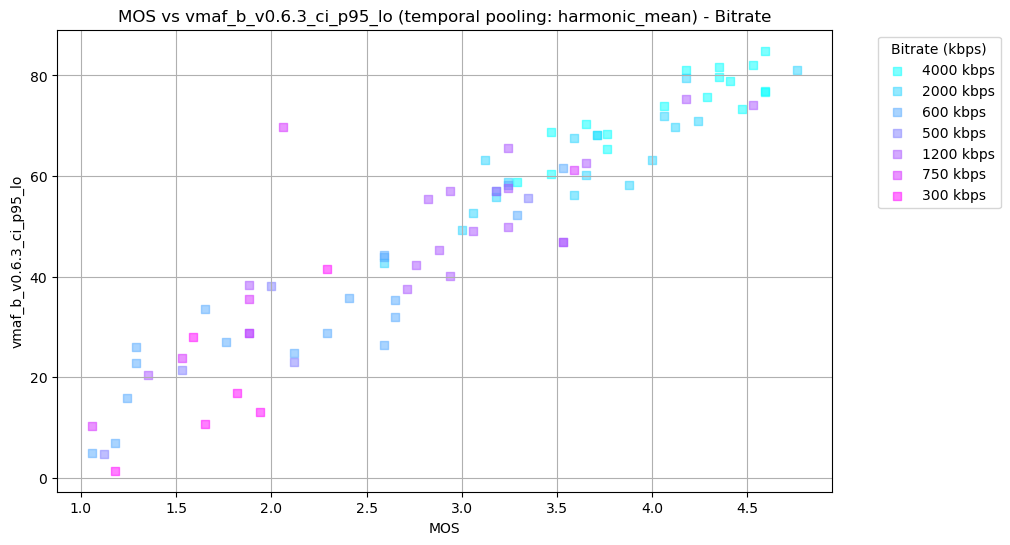 MOS vs vmaf_b_v0.6.3_ci_p95_lo (temporal pooling: harmonic_mean) - Bitrate
Bitrate (kbps)
4000 kbps
2000 kbps
600 kbps
500 kbps
1200 kbps
750 kbps
300 kbps
vmaf_b_v0.6.3_ci_p95_lo
80
60
40
20
0
1.0 1.5 2.0 2.5 3.0 3.5 4.0 4.5
MOS